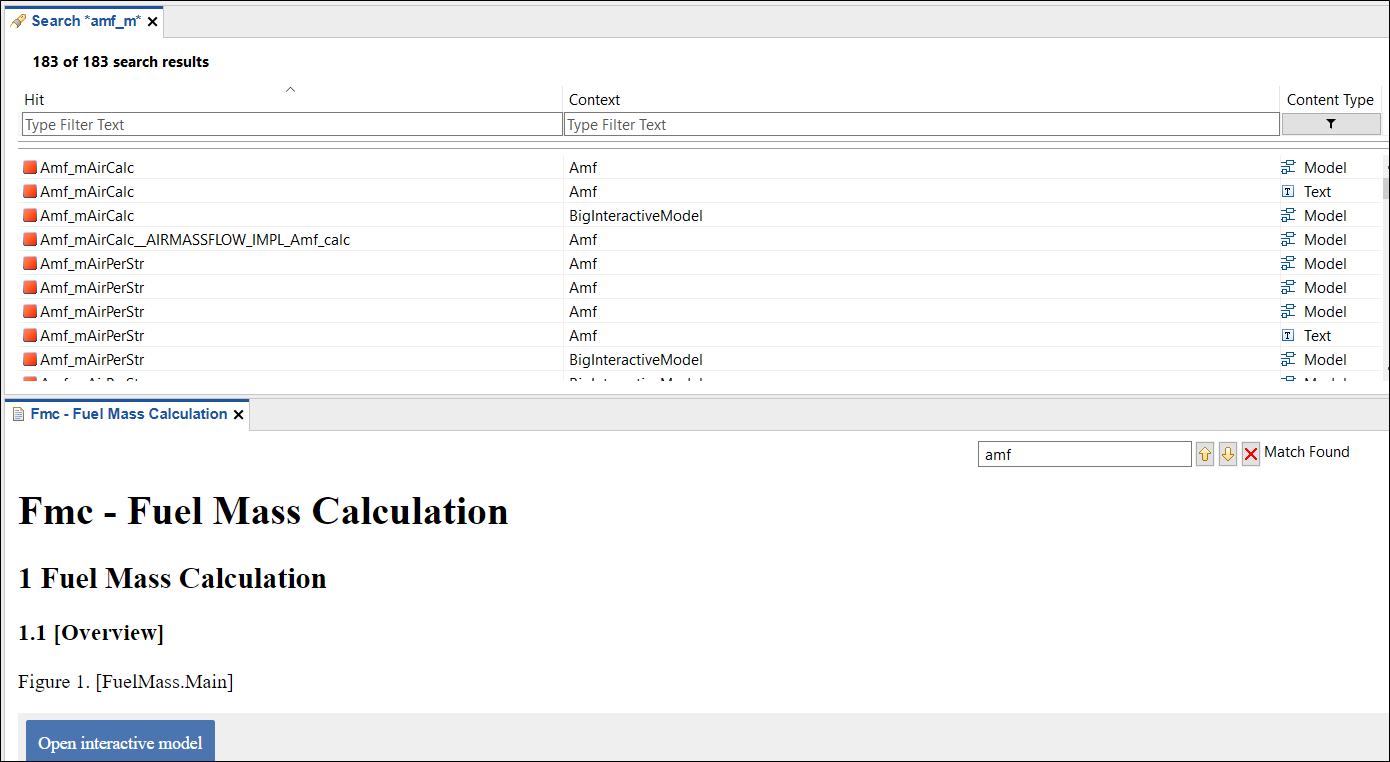 Search *amf_m*
183 of 183 search results
Hit Context Content Type
Type Filter Text Type Filter Text
Amf_mAirCalc Amf Model
Amf_mAirCalc Amf Text
Amf_mAirCalc BigInteractiveModel Model
Amf_mAirCalc__AIRMASSFLOW_IMPL_Amf_calc Amf Model
Amf_mAirPerStr Amf Model
Amf_mAirPerStr Amf Model
Amf_mAirPerStr Amf Model
Amf_mAirPerStr Amf Text
Amf_mAirPerStr BigInteractiveModel Model
Fmc - Fuel Mass Calculation
amf Match Found
Fmc - Fuel Mass Calculation
1 Fuel Mass Calculation
1.1 [Overview]
Figure 1. [FuelMass.Main]
Open interactive model